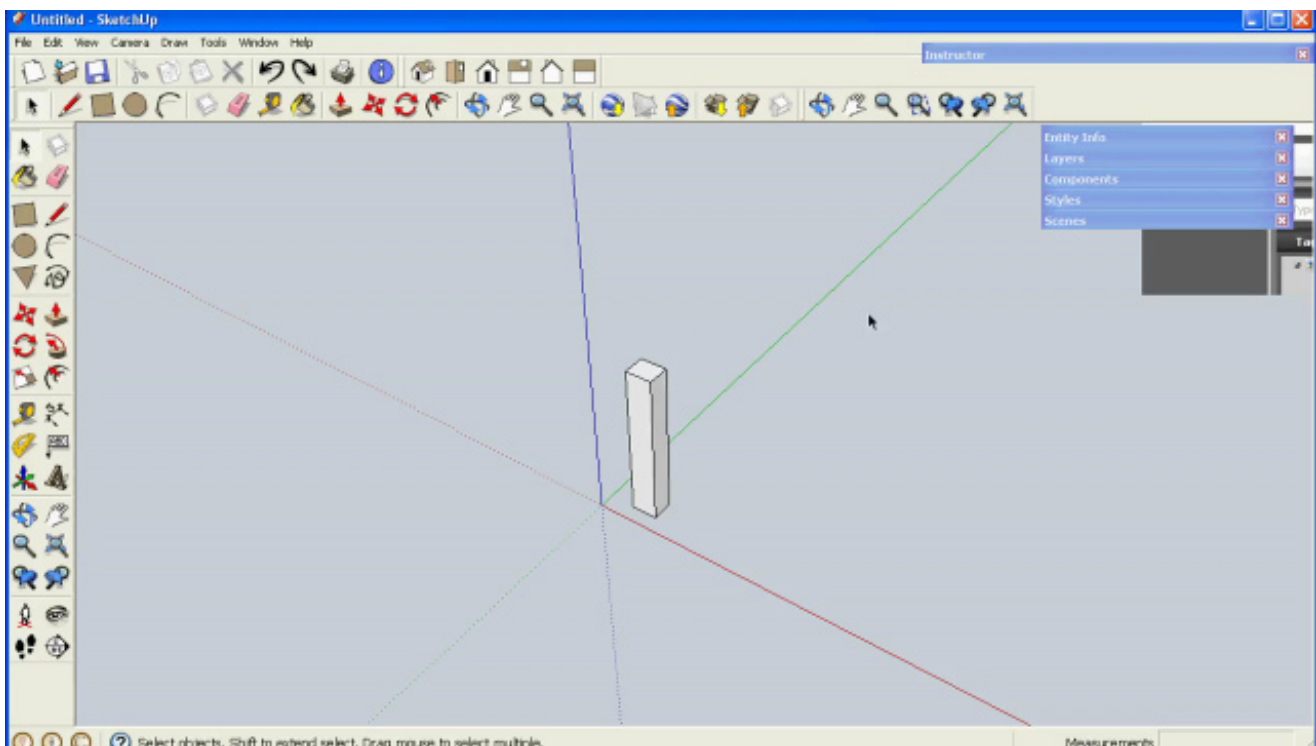 Untitled - SketchUp
File Edit View Camera Draw Tools Window Help
Instructor
Entity Info
Layers
Components
Styles
Scenes
Select objects. Shift to extend select. Drag mouse to select multiple.
Measurements